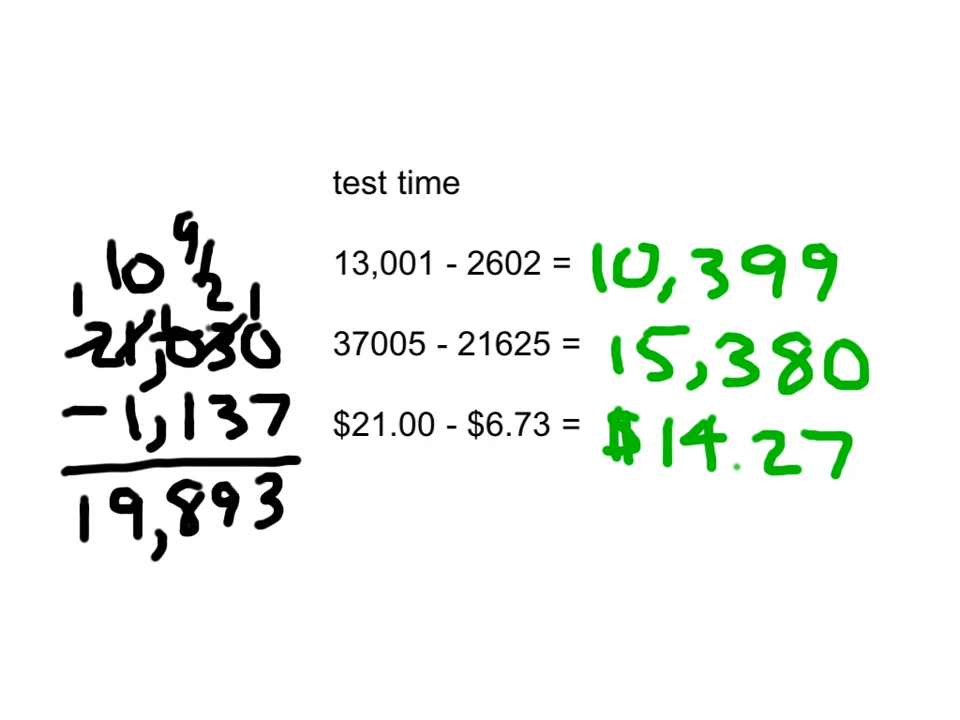 test time
13,001 - 2602 = 10,399
37005 - 21625 = 15,380
$21.00 - $6.73 = $14.27
10 9 2
1 1 1
21,030
- 1,137
19,893